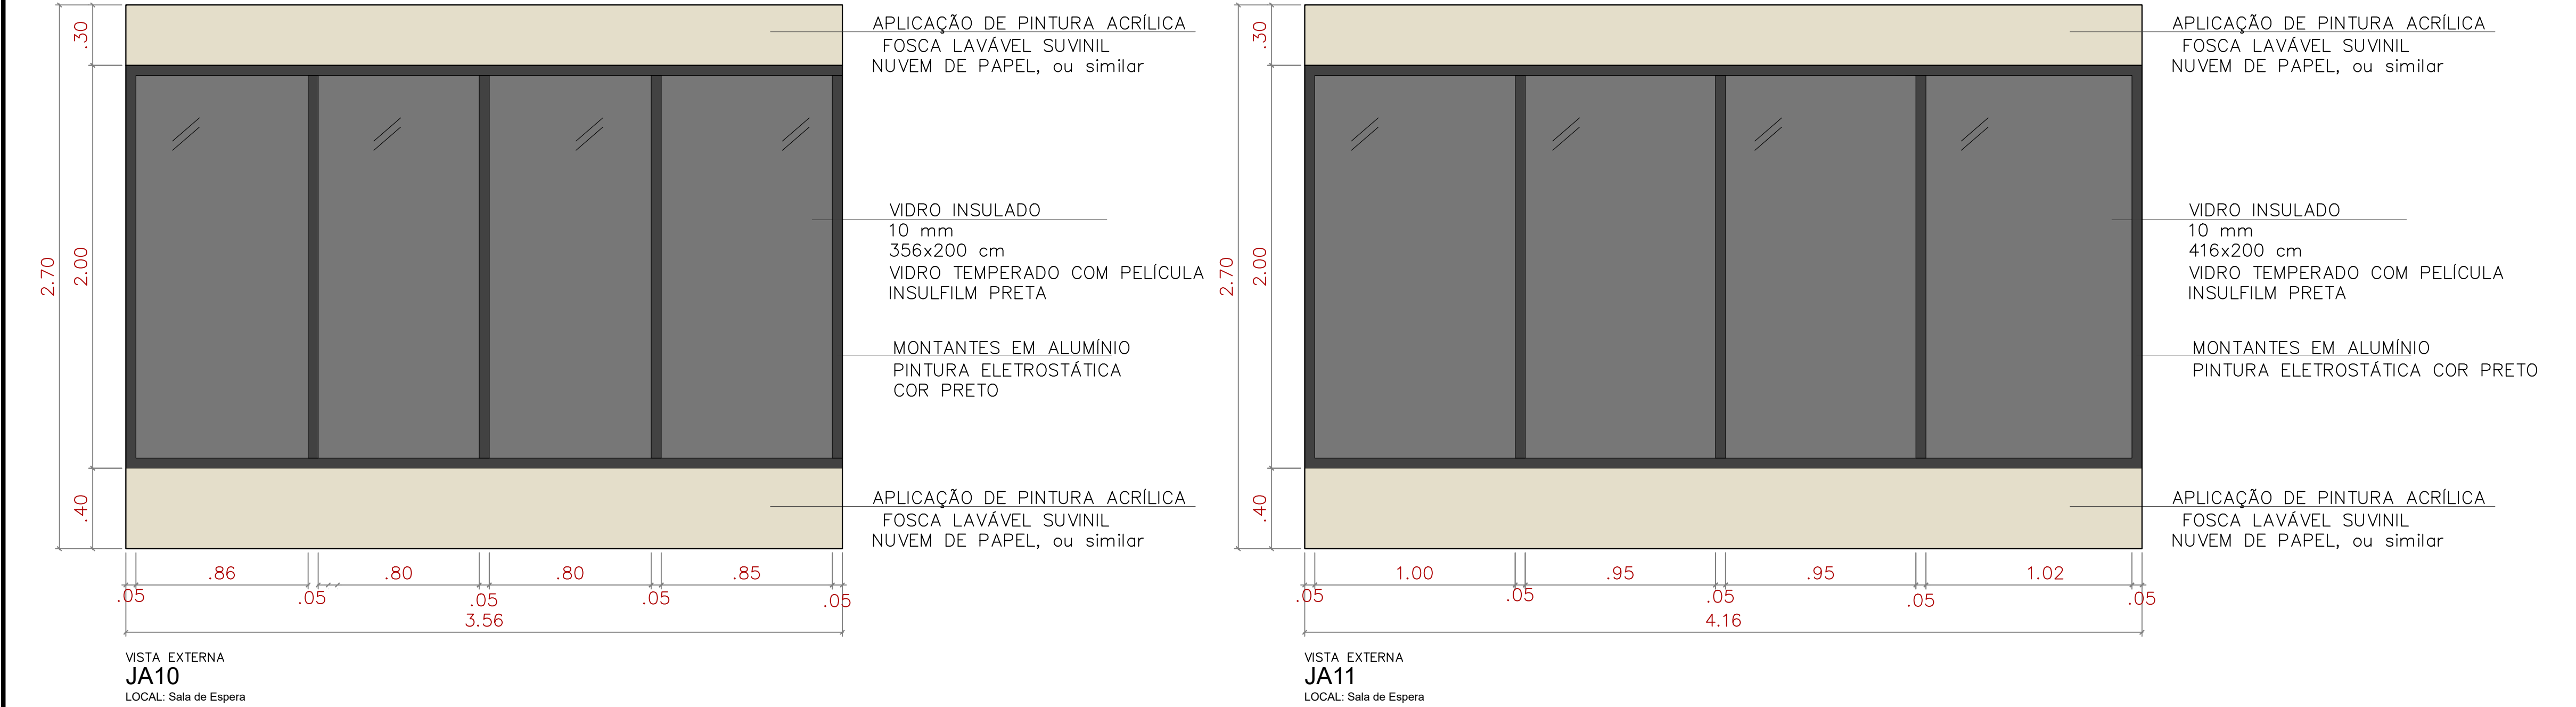 APLICAÇÃO DE PINTURA ACRÍLICA
FOSCA LAVÁVEL SUVINIL
NUVEM DE PAPEL, ou similar
.30
2.00
2.70
.40
VIDRO INSULADO
10 mm
356x200 cm
VIDRO TEMPERADO COM PELÍCULA
INSULFILM PRETA
MONTANTES EM ALUMÍNIO
PINTURA ELETROSTÁTICA
COR PRETO
APLICAÇÃO DE PINTURA ACRÍLICA
FOSCA LAVÁVEL SUVINIL
NUVEM DE PAPEL, ou similar
.86 .80 .80 .85
.05 .05 .05 .05 .05
3.56
VISTA EXTERNA
JA10
LOCAL: Sala de Espera
APLICAÇÃO DE PINTURA ACRÍLICA
FOSCA LAVÁVEL SUVINIL
NUVEM DE PAPEL, ou similar
.30
2.00
2.70
.40
VIDRO INSULADO
10 mm
416x200 cm
VIDRO TEMPERADO COM PELÍCULA
INSULFILM PRETA
MONTANTES EM ALUMÍNIO
PINTURA ELETROSTÁTICA COR PRETO
APLICAÇÃO DE PINTURA ACRÍLICA
FOSCA LAVÁVEL SUVINIL
NUVEM DE PAPEL, ou similar
1.00 .95 .95 1.02
.05 .05 .05 .05 .05
4.16
VISTA EXTERNA
JA11
LOCAL: Sala de Espera